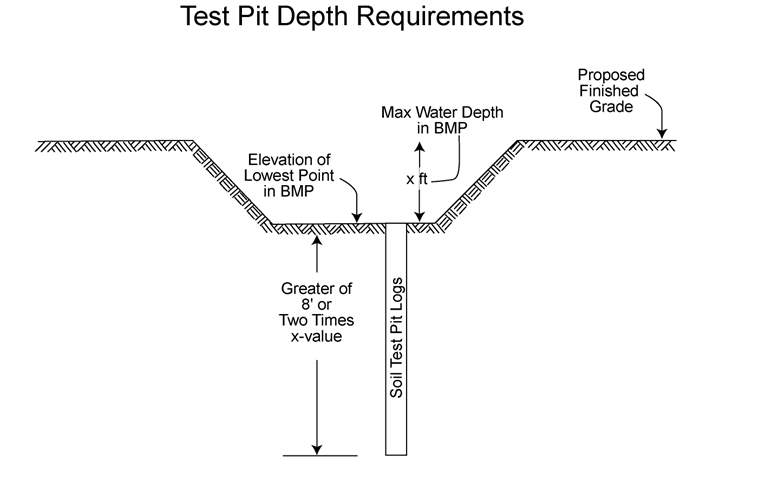 Test Pit Depth Requirements
Proposed
Finished
Grade
Max Water Depth
in BMP
Elevation of
Lowest Point
in BMP
x ft
Greater of
8' or
Two Times
x-value
Soil Test Pit Logs